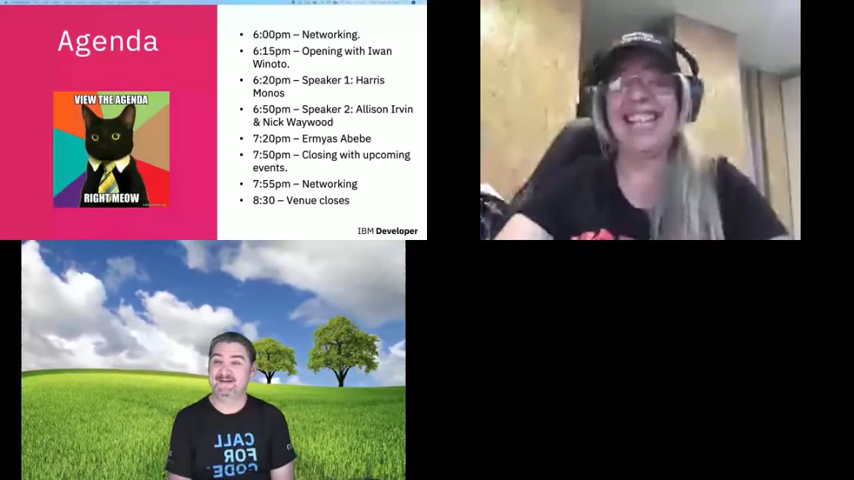 Agenda
VIEW THE AGENDA
RIGHT MEOW
• 6:00pm – Networking.
• 6:15pm – Opening with Iwan
Winoto.
• 6:20pm – Speaker 1: Harris
Monos
• 6:50pm – Speaker 2: Allison Irvin
& Nick Waywood
• 7:20pm – Ermyas Abebe
• 7:50pm – Closing with upcoming
events.
• 7:55pm – Networking
• 8:30 – Venue closes
IBM Developer
CALL
FOR
CODE